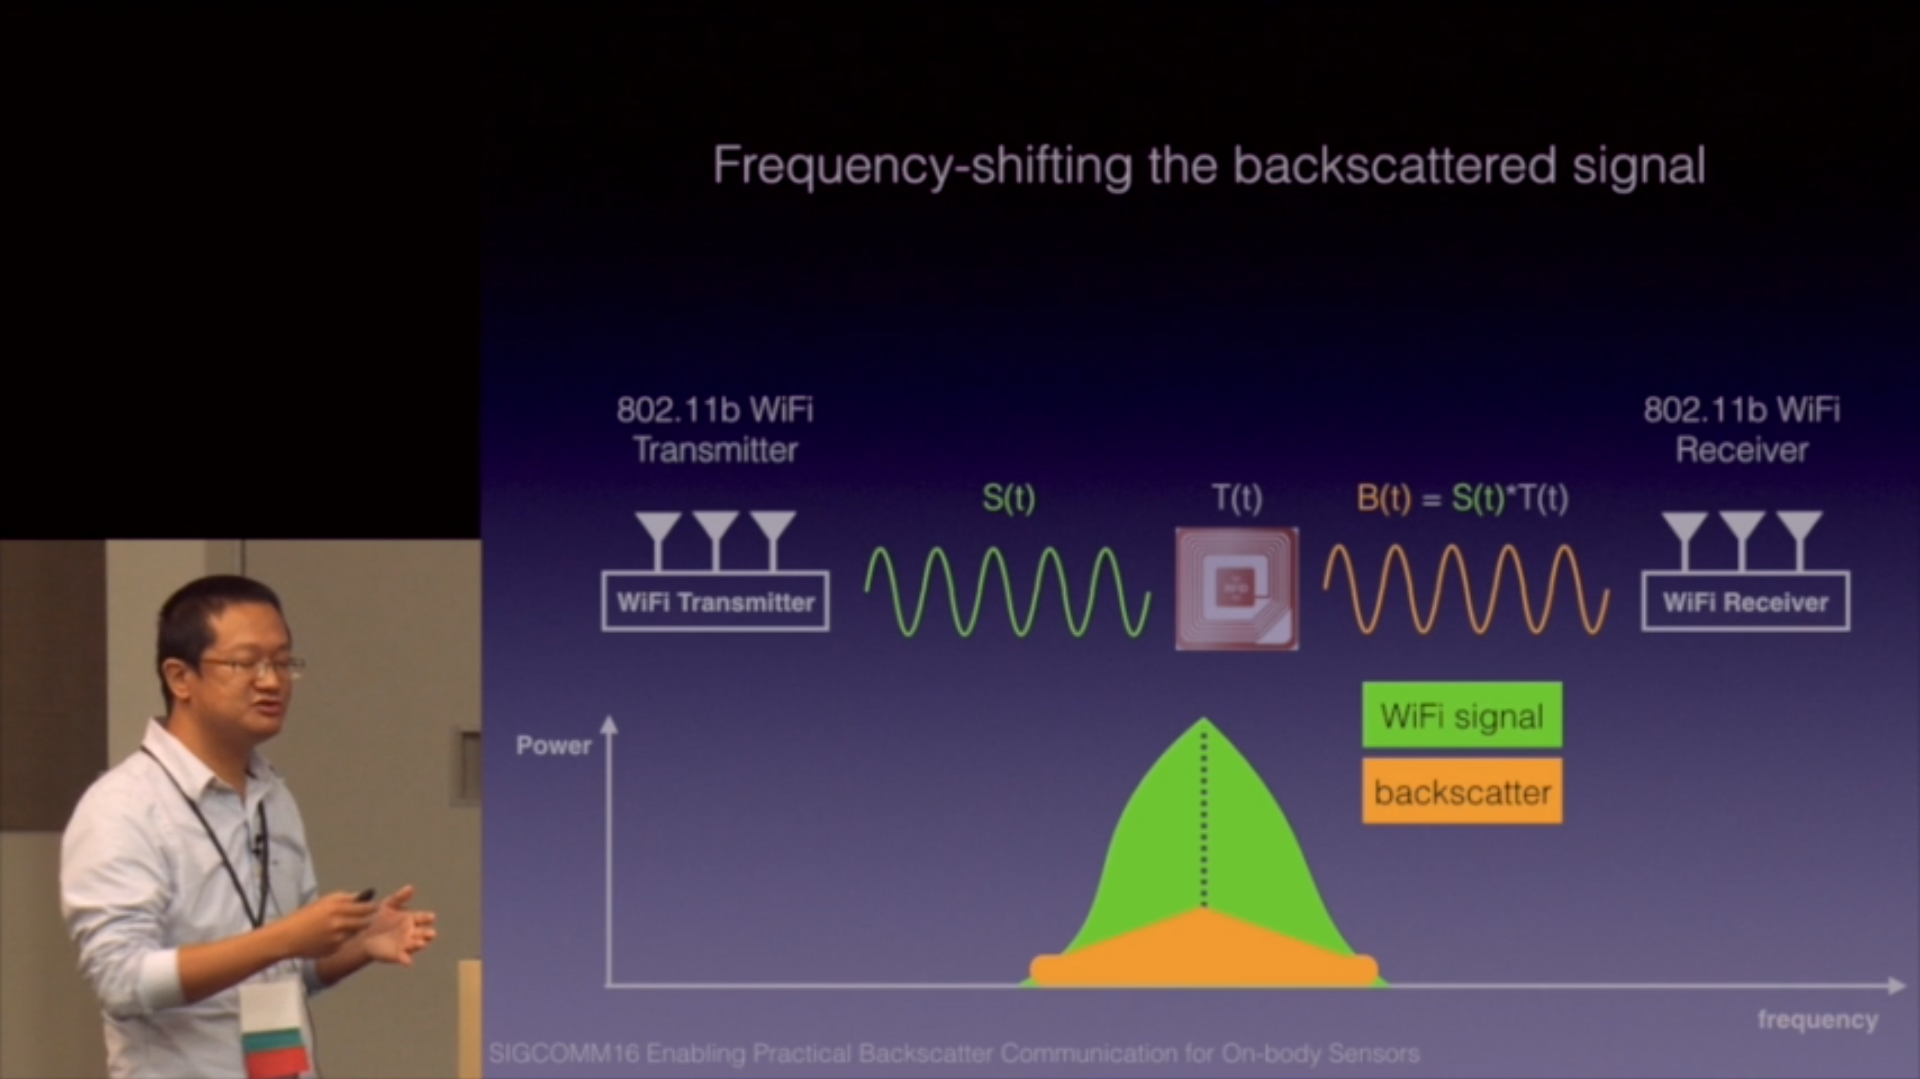 Frequency-shifting the backscattered signal
802.11b WiFi
Transmitter
802.11b WiFi
Receiver
S(t)
T(t)
B(t) = S(t)*T(t)
WiFi Transmitter
WiFi Receiver
WiFi signal
Power
backscatter
frequency
SIGCOMM16 Enabling Practical Backscatter Communication for On-body Sensors